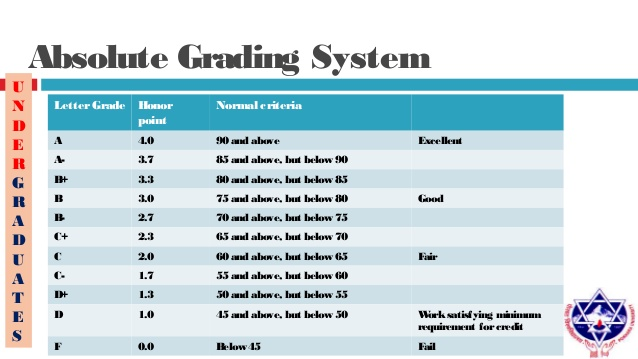 Absolute Grading System
UNDERGRADUATES
Letter Grade Honor point Normal criteria
A 4.0 90 and above Excellent
A- 3.7 85 and above, but below 90
B+ 3.3 80 and above, but below 85
B 3.0 75 and above, but below 80 Good
B- 2.7 70 and above, but below 75
C+ 2.3 65 and above, but below 70
C 2.0 60 and above, but below 65 Fair
C- 1.7 55 and above, but below 60
D+ 1.3 50 and above, but below 55
D 1.0 45 and above, but below 50 Work satisfying minimum requirement for credit
F 0.0 Below 45 Fail